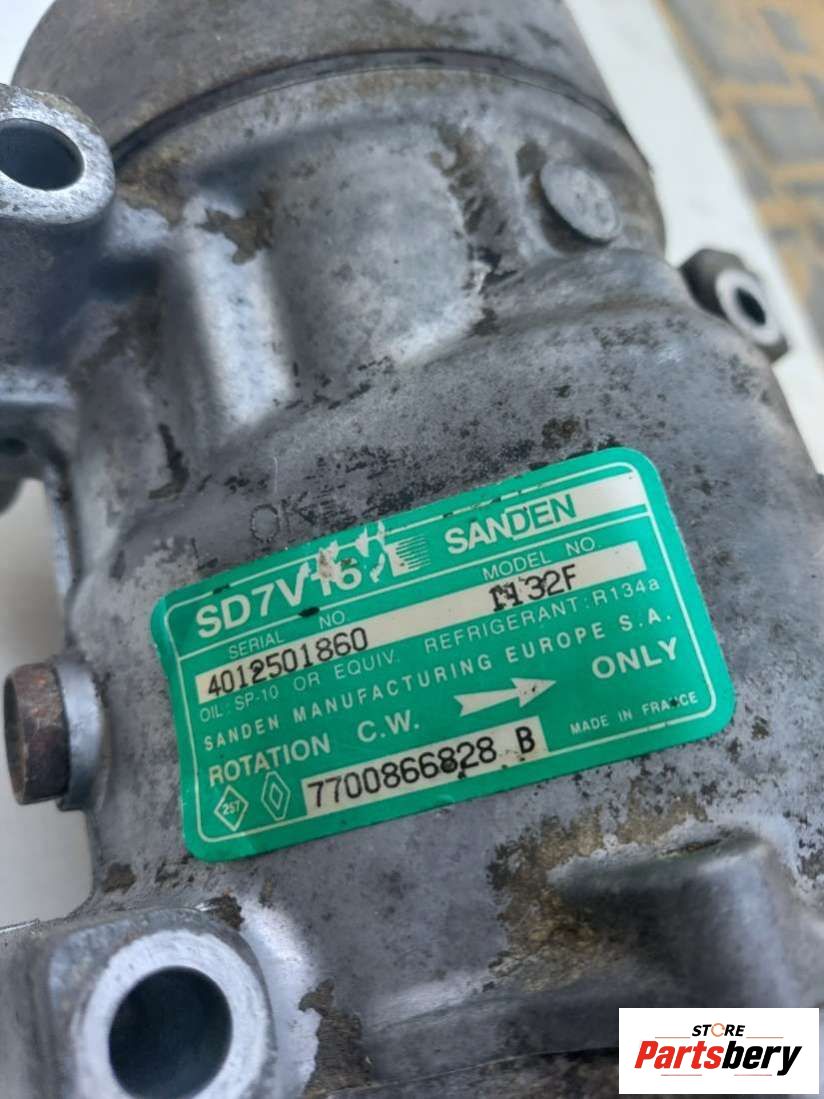 L OK
SD7V16 SANDEN
SERIAL NO. MODEL NO.
4012501860 1132F
OIL: SP-10 OR EQUIV. REFRIGERANT: R134a
SANDEN MANUFACTURING EUROPE S.A.
ROTATION C.W. ONLY
257 7700866828 B MADE IN FRANCE
STORE
Partsbery